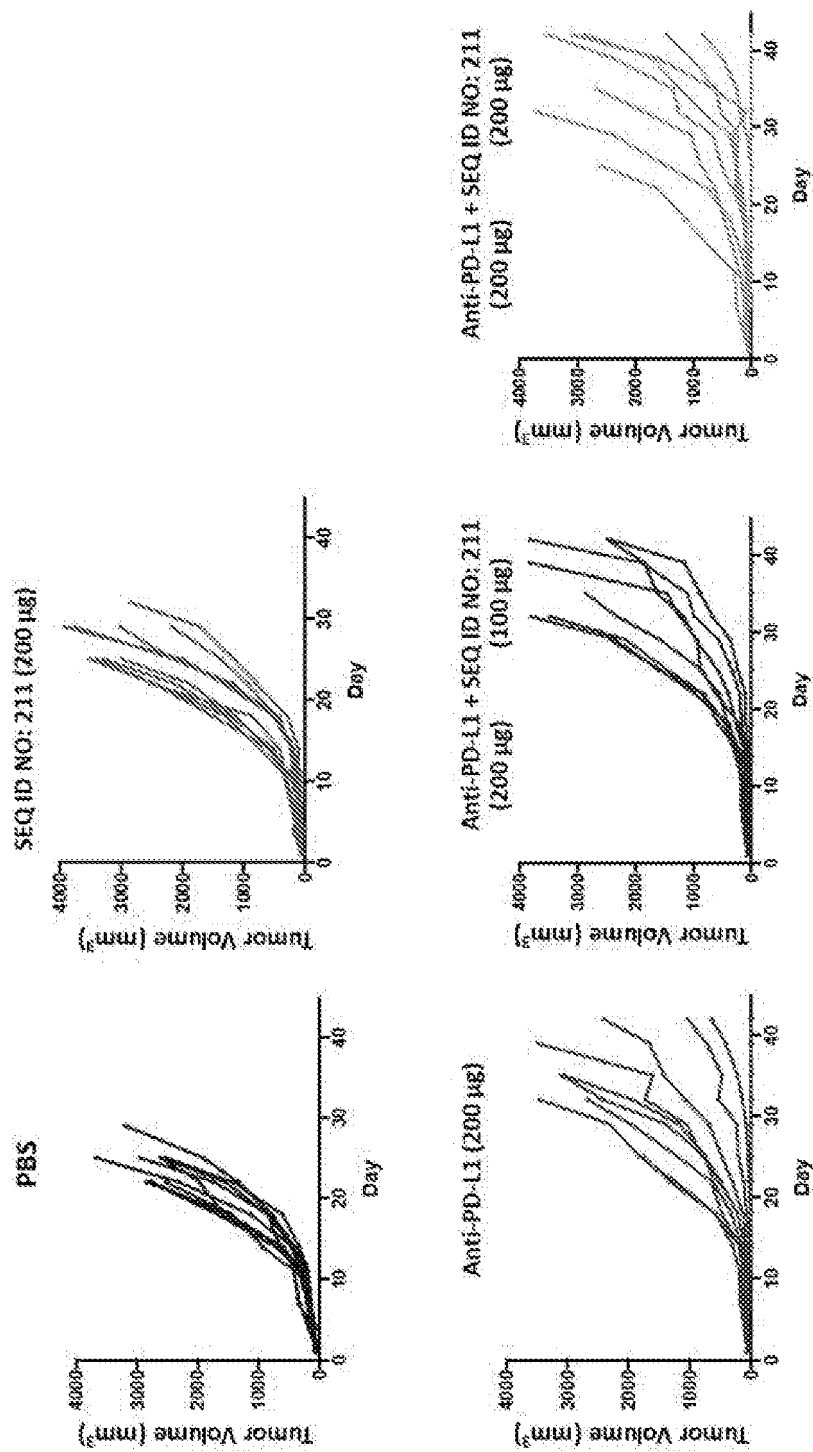 PBS
Tumor Volume (mm³)
4000
3000
2000
1000
0
0 10 20 30 40
Day
SEQ ID NO: 211 (200 µg)
Tumor Volume (mm³)
4000
3000
2000
1000
0
0 10 20 30 40
Day
Anti-PD-L1 (200 µg)
Tumor Volume (mm³)
4000
3000
2000
1000
0
0 10 20 30 40
Day
Anti-PD-L1 + SEQ ID NO: 211
(200 µg) (100 µg)
Tumor Volume (mm³)
4000
3000
2000
1000
0
0 10 20 30 40
Day
Anti-PD-L1 + SEQ ID NO: 211
(200 µg) (200 µg)
Tumor Volume (mm³)
4000
3000
2000
1000
0
0 10 20 30 40
Day